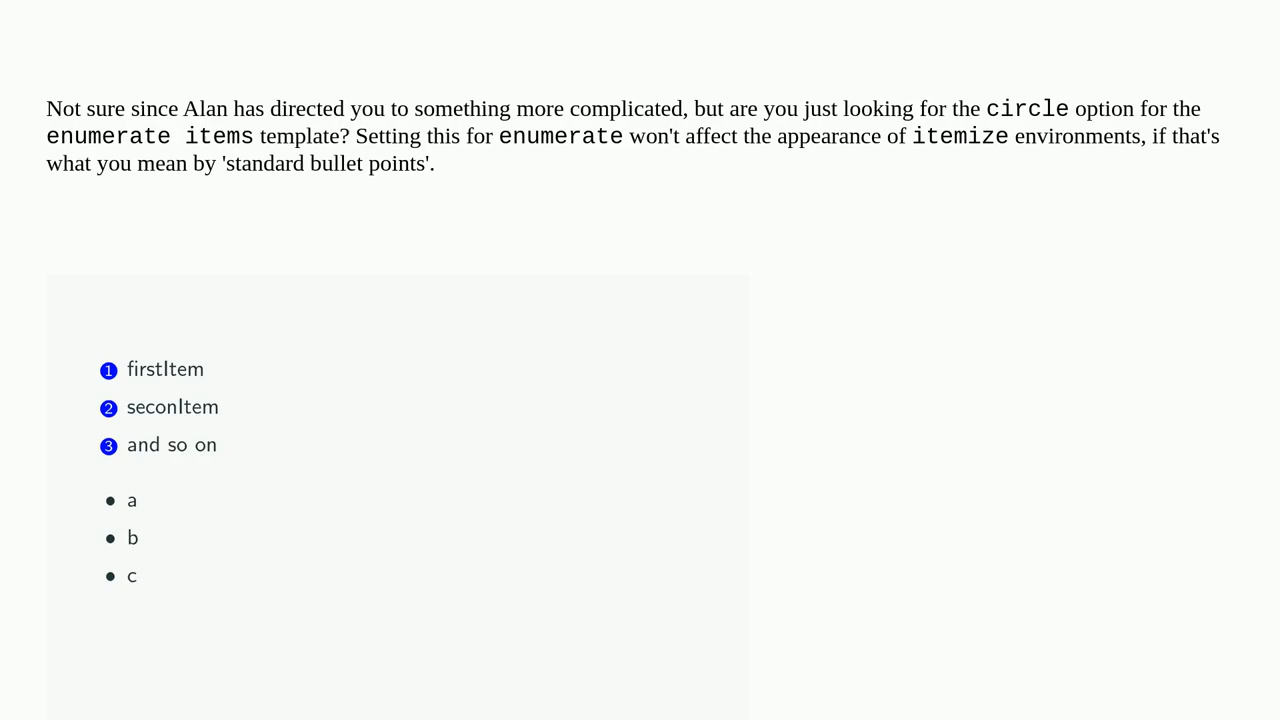 Not sure since Alan has directed you to something more complicated, but are you just looking for the circle option for the
enumerate items template? Setting this for enumerate won't affect the appearance of itemize environments, if that's
what you mean by 'standard bullet points'.
1 firstItem
2 seconItem
3 and so on
• a
• b
• c